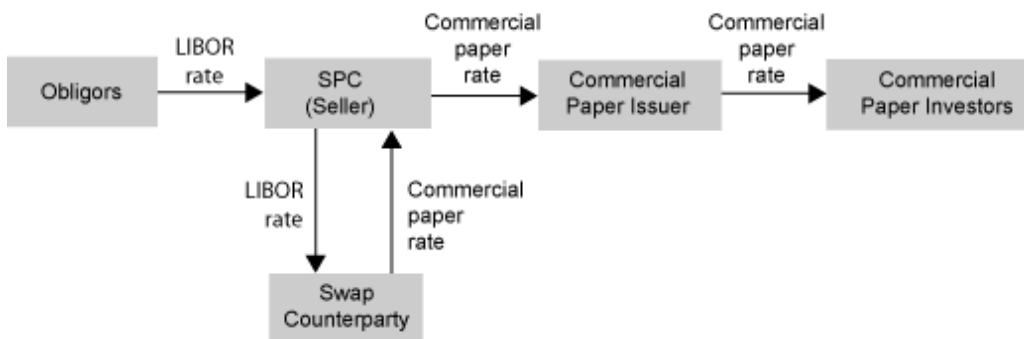 Obligors
LIBOR
rate
SPC
(Seller)
Commercial
paper
rate
Commercial
Paper Issuer
Commercial
paper
rate
Commercial
Paper Investors
LIBOR
rate
Commercial
paper
rate
Swap
Counterparty